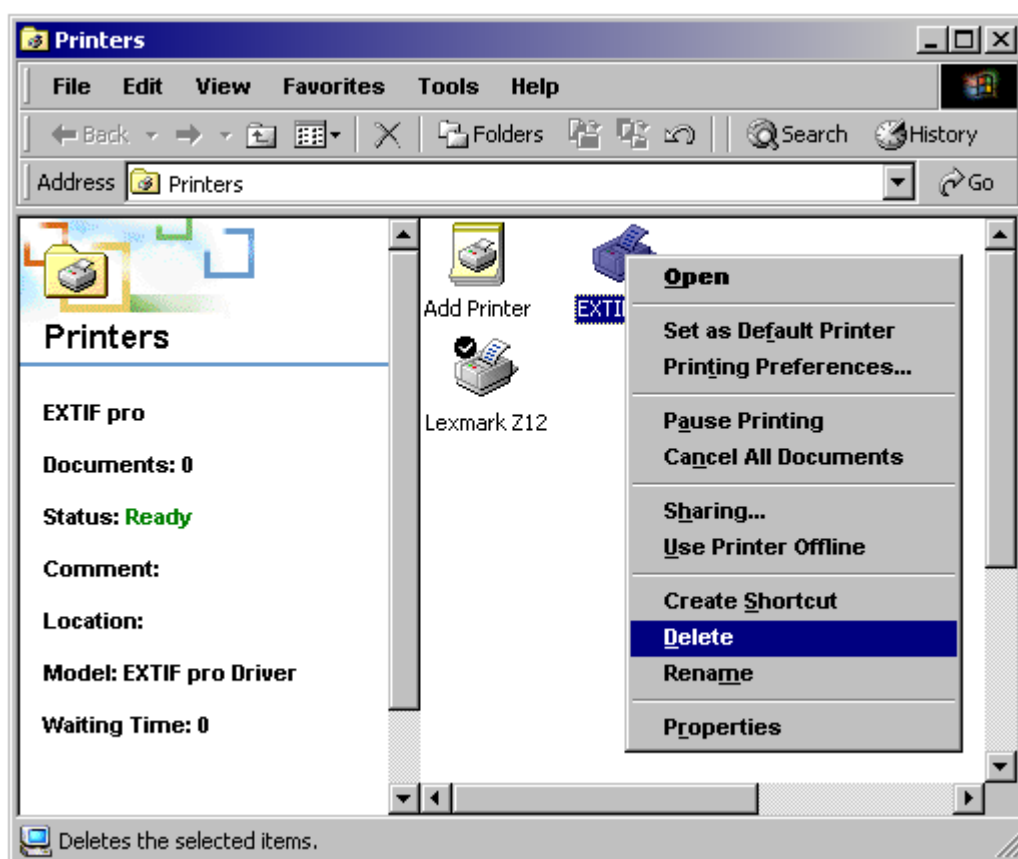 Printers
File Edit View Favorites Tools Help
Back Folders Search History
Address Printers Go
Printers
EXTIF pro
Documents: 0
Status: Ready
Comment:
Location:
Model: EXTIF pro Driver
Waiting Time: 0
Add Printer
Lexmark Z12
Open
Set as Default Printer
Printing Preferences...
Pause Printing
Cancel All Documents
Sharing...
Use Printer Offline
Create Shortcut
Delete
Rename
Properties
Deletes the selected items.